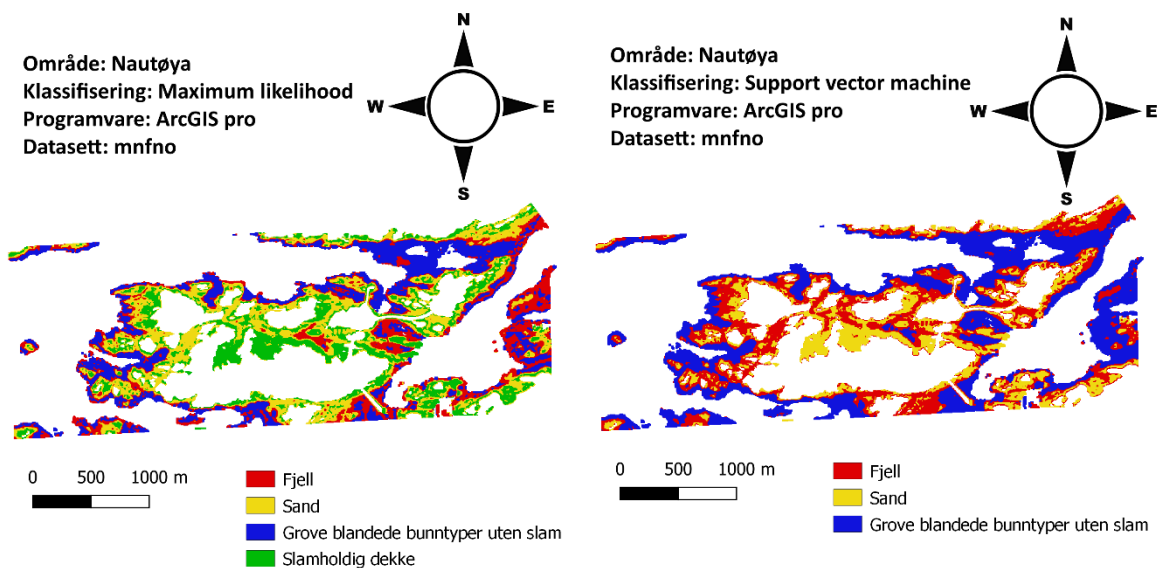 Område: Nautøya
Klassifisering: Maximum likelihood
Programvare: ArcGIS pro
Datasett: mnfno
N
W
E
S
0 500 1000 m
Fjell
Sand
Grove blandede bunntyper uten slam
Slamholdig dekke
Område: Nautøya
Klassifisering: Support vector machine
Programvare: ArcGIS pro
Datasett: mnfno
N
W
E
S
0 500 1000 m
Fjell
Sand
Grove blandede bunntyper uten slam